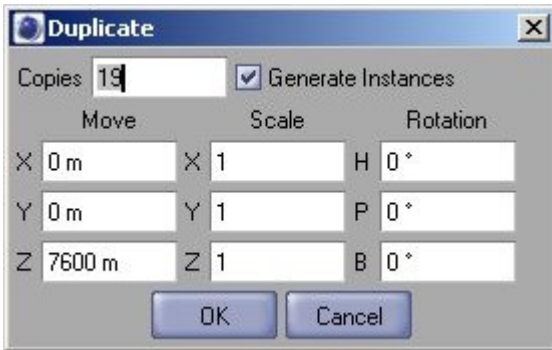 Duplicate
Copies 19 Generate Instances
Move Scale Rotation
X 0 m X 1 H 0 °
Y 0 m Y 1 P 0 °
Z 7600 m Z 1 B 0 °
OK Cancel